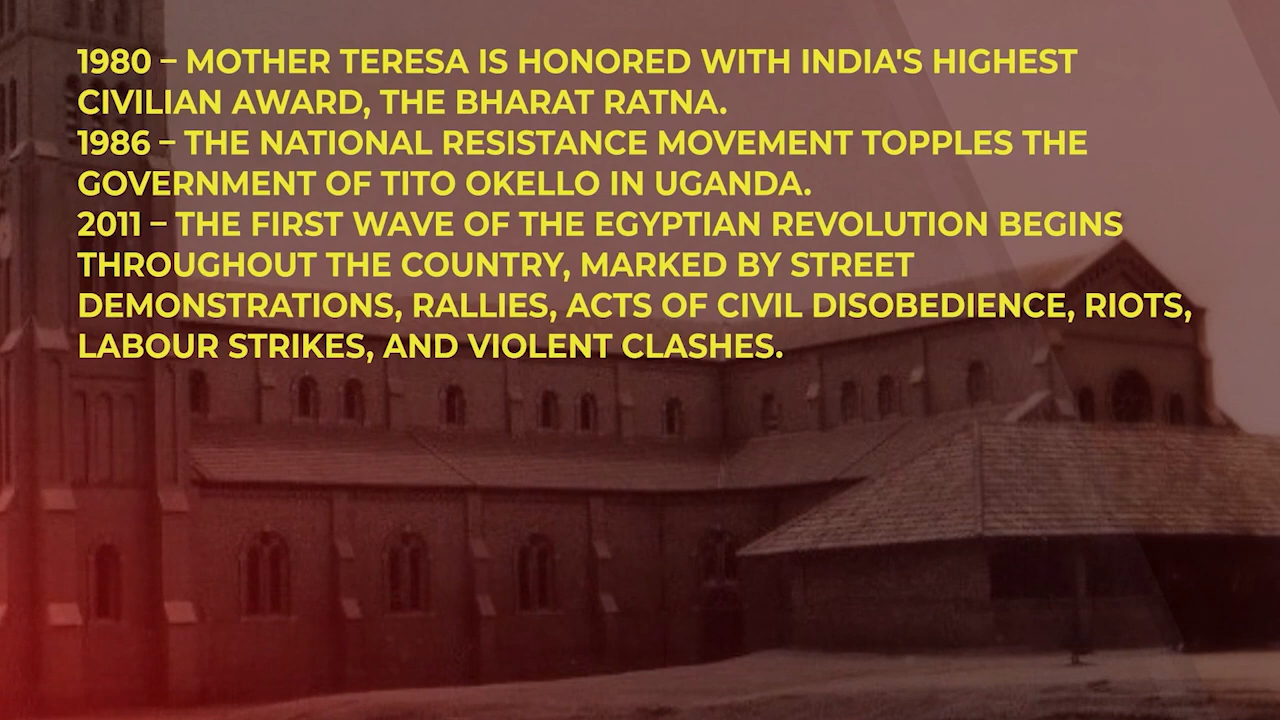 1980 – MOTHER TERESA IS HONORED WITH INDIA'S HIGHEST
CIVILIAN AWARD, THE BHARAT RATNA.
1986 – THE NATIONAL RESISTANCE MOVEMENT TOPPLES THE
GOVERNMENT OF TITO OKELLO IN UGANDA.
2011 – THE FIRST WAVE OF THE EGYPTIAN REVOLUTION BEGINS
THROUGHOUT THE COUNTRY, MARKED BY STREET
DEMONSTRATIONS, RALLIES, ACTS OF CIVIL DISOBEDIENCE, RIOTS,
LABOUR STRIKES, AND VIOLENT CLASHES.